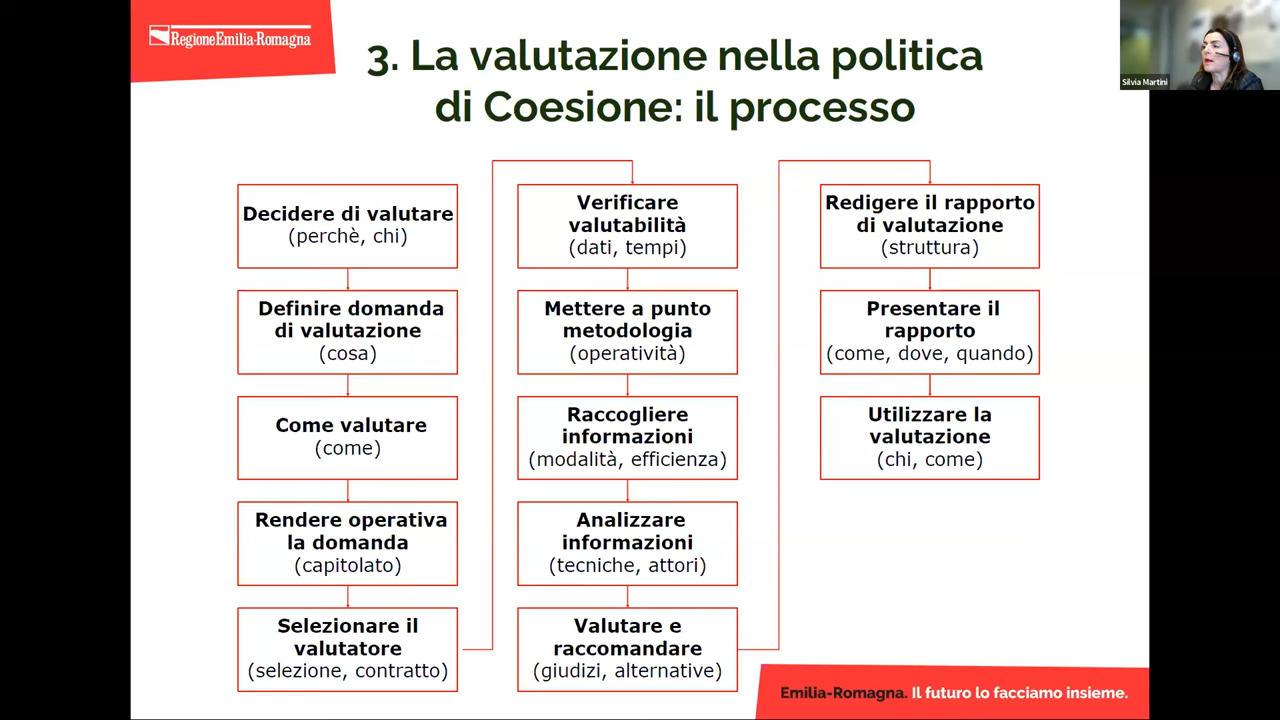 RegioneEmilia-Romagna
3. La valutazione nella politica
di Coesione: il processo
Silvia Martini
Decidere di valutare
(perchè, chi)
Definire domanda
di valutazione
(cosa)
Come valutare
(come)
Rendere operativa
la domanda
(capitolato)
Selezionare il
valutatore
(selezione, contratto)
Verificare
valutabilità
(dati, tempi)
Mettere a punto
metodologia
(operatività)
Raccogliere
informazioni
(modalità, efficienza)
Analizzare
informazioni
(tecniche, attori)
Valutare e
raccomandare
(giudizi, alternative)
Redigere il rapporto
di valutazione
(struttura)
Presentare il
rapporto
(come, dove, quando)
Utilizzare la
valutazione
(chi, come)
Emilia-Romagna. Il futuro lo facciamo insieme.